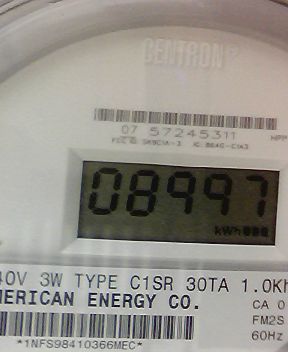 CENTRON®
07 57245311
08997
kWh
40V 3W TYPE C1SR 30TA 1.0Kh
MERICAN ENERGY CO.
CA 0
FM2S
60Hz
*1NFS98410366MEC*